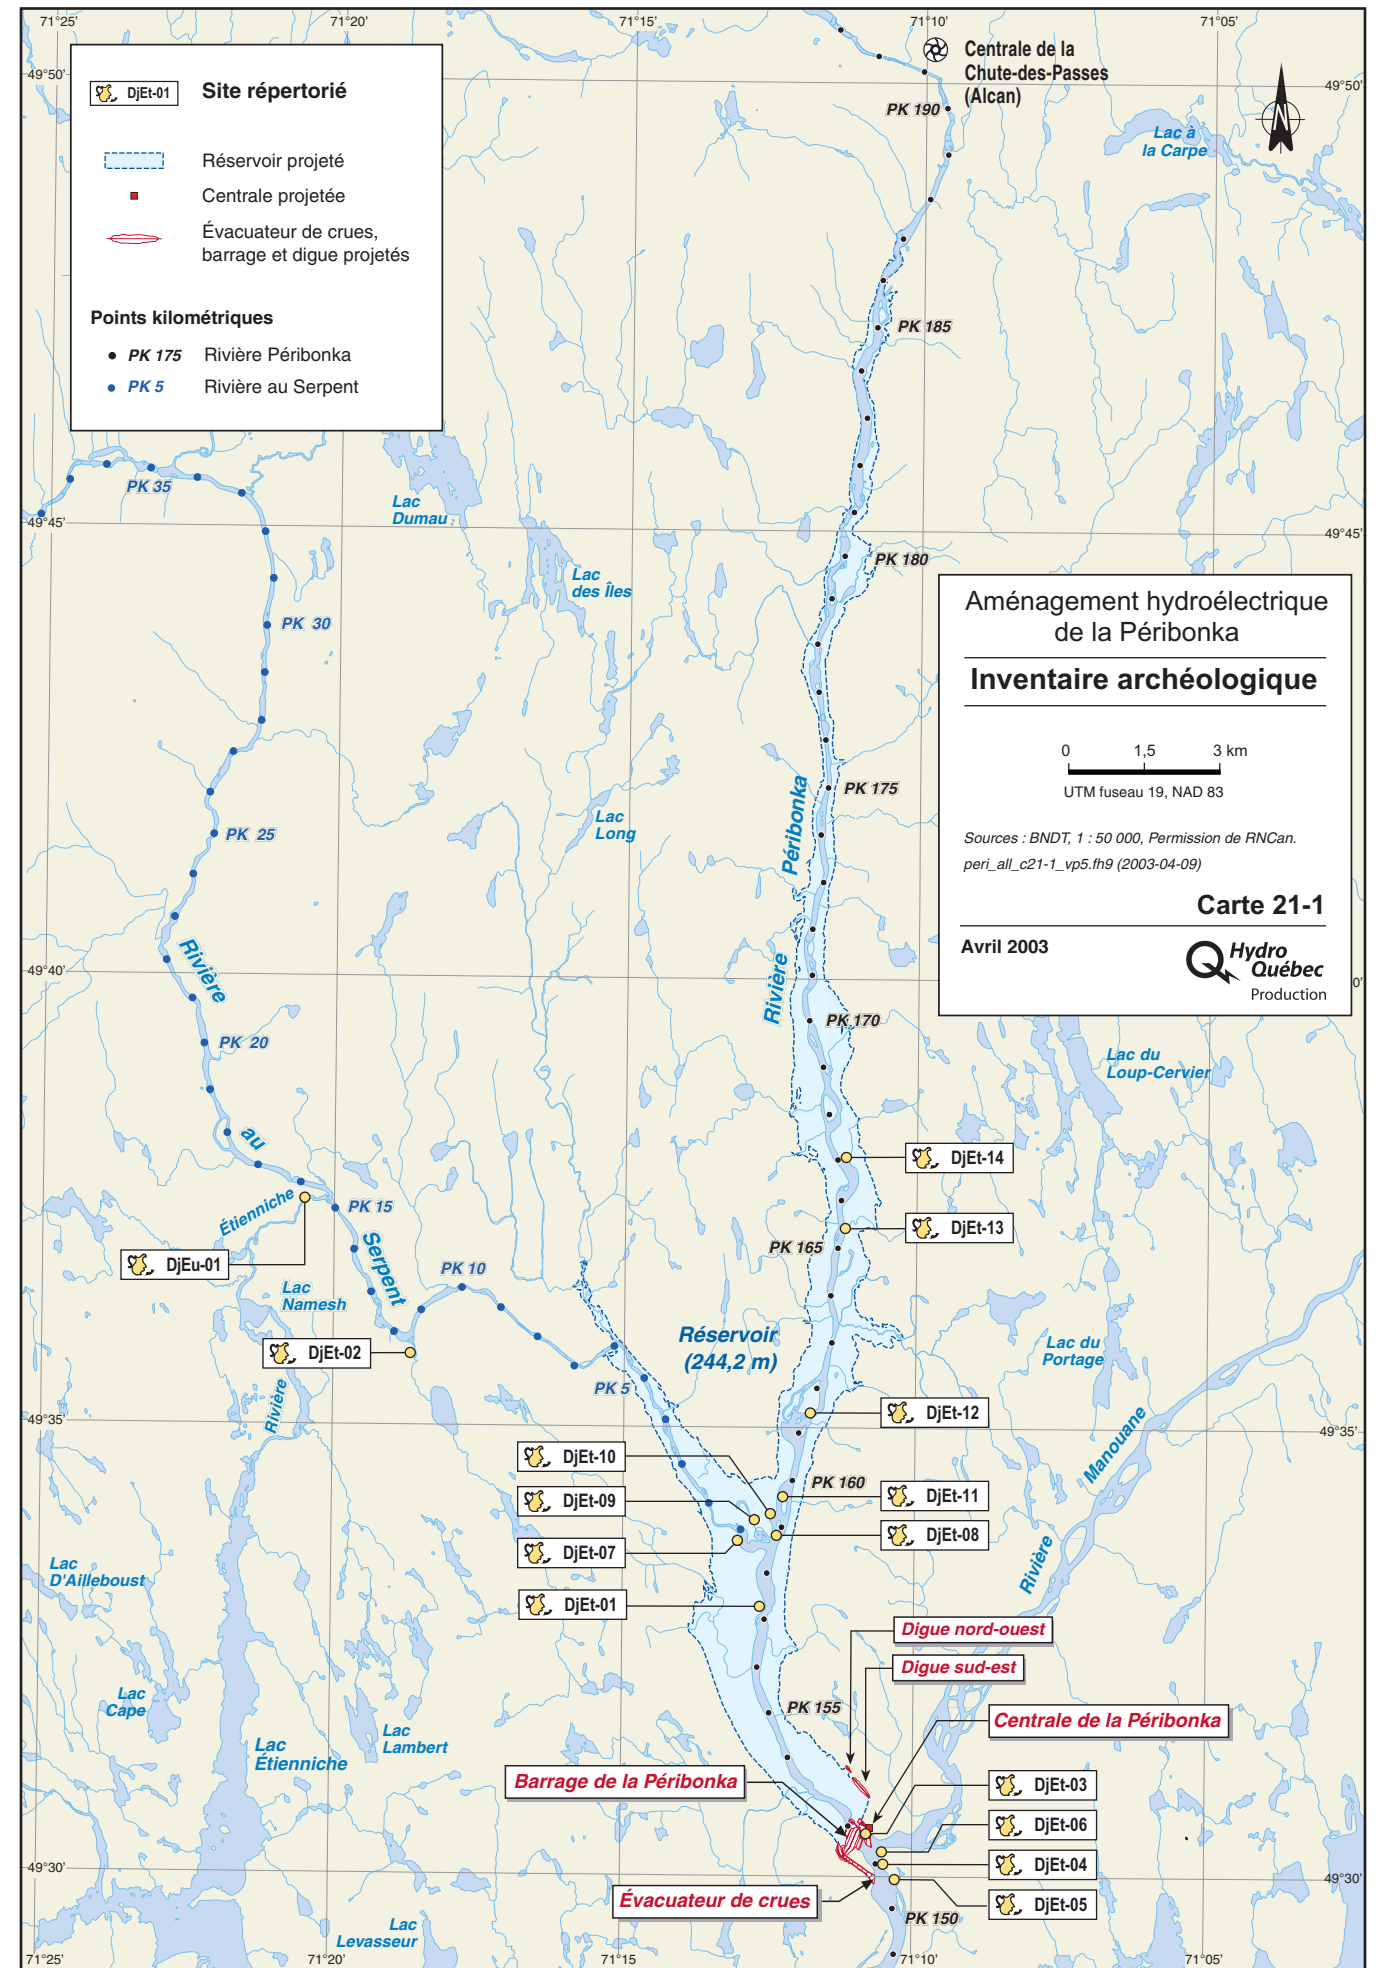 71°25'
71°20'
71°15'
71°10'
71°05'
49°50'
49°50'
DjEt-01
Site répertorié
Réservoir projeté
Centrale projetée
Évacuateur de crues,
barrage et digue projetés
Points kilométriques
PK 175
Rivière Péribonka
PK 5
Rivière au Serpent
Centrale de la
Chute-des-Passes
(Alcan)
N
PK 190
Lac à
la Carpe
PK 185
PK 35
Lac
Dumau
49°45'
49°45'
PK 180
Lac
des Îles
PK 30
Aménagement hydroélectrique
de la Péribonka
Inventaire archéologique
0
1,5
3 km
UTM fuseau 19, NAD 83
Sources : BNDT, 1 : 50 000, Permission de RNCan.
peri_all_c21-1_vp5.fh9 (2003-04-09)
Carte 21-1
Avril 2003
Hydro
Québec
Production
PK 175
Lac
Long
PK 25
Rivière
Péribonka
49°40'
0'
Rivière
au
Serpent
PK 170
PK 20
Lac du
Loup-Cervier
DjEt-14
PK 15
Étienniche
DjEt-13
PK 165
DjEu-01
PK 10
Lac
Namesh
Réservoir
(244,2 m)
DjEt-02
Lac du
Portage
PK 5
Rivière
DjEt-12
49°35'
49°35'
Manouane
DjEt-10
PK 160
DjEt-11
DjEt-09
DjEt-08
DjEt-07
Rivière
Lac
D'Ailleboust
DjEt-01
Digue nord-ouest
Digue sud-est
Lac
Cape
PK 155
Centrale de la Péribonka
Lac
Lambert
Lac
Étienniche
Barrage de la Péribonka
DjEt-03
DjEt-06
DjEt-04
49°30'
49°30'
Évacuateur de crues
DjEt-05
PK 150
Lac
Levasseur
71°25'
71°20'
71°15'
71°10'
71°05'